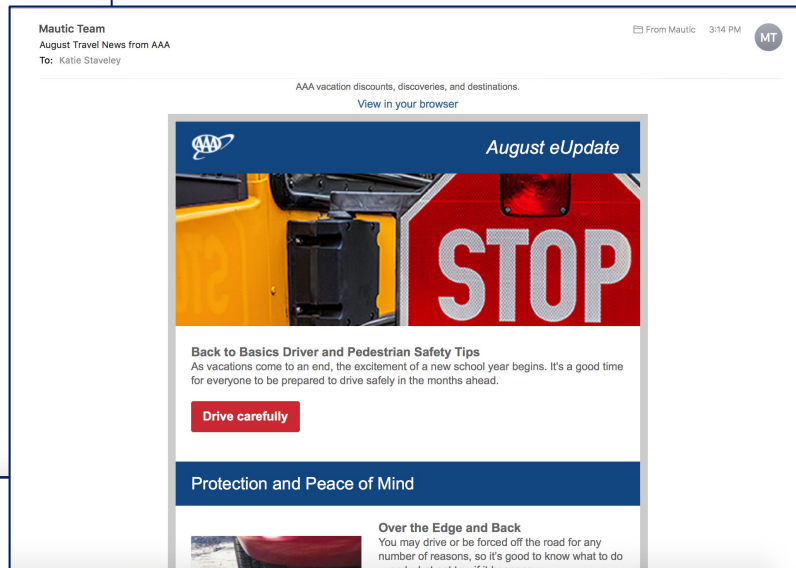 Mautic Team
From Mautic 3:14 PM
MT
August Travel News from AAA
To: Katie Staveley
AAA vacation discounts, discoveries, and destinations.
View in your browser
AAA
August eUpdate
STOP
Back to Basics Driver and Pedestrian Safety Tips
As vacations come to an end, the excitement of a new school year begins. It's a good time
for everyone to be prepared to drive safely in the months ahead.
Drive carefully
Protection and Peace of Mind
Over the Edge and Back
You may drive or be forced off the road for any
number of reasons, so it's good to know what to do